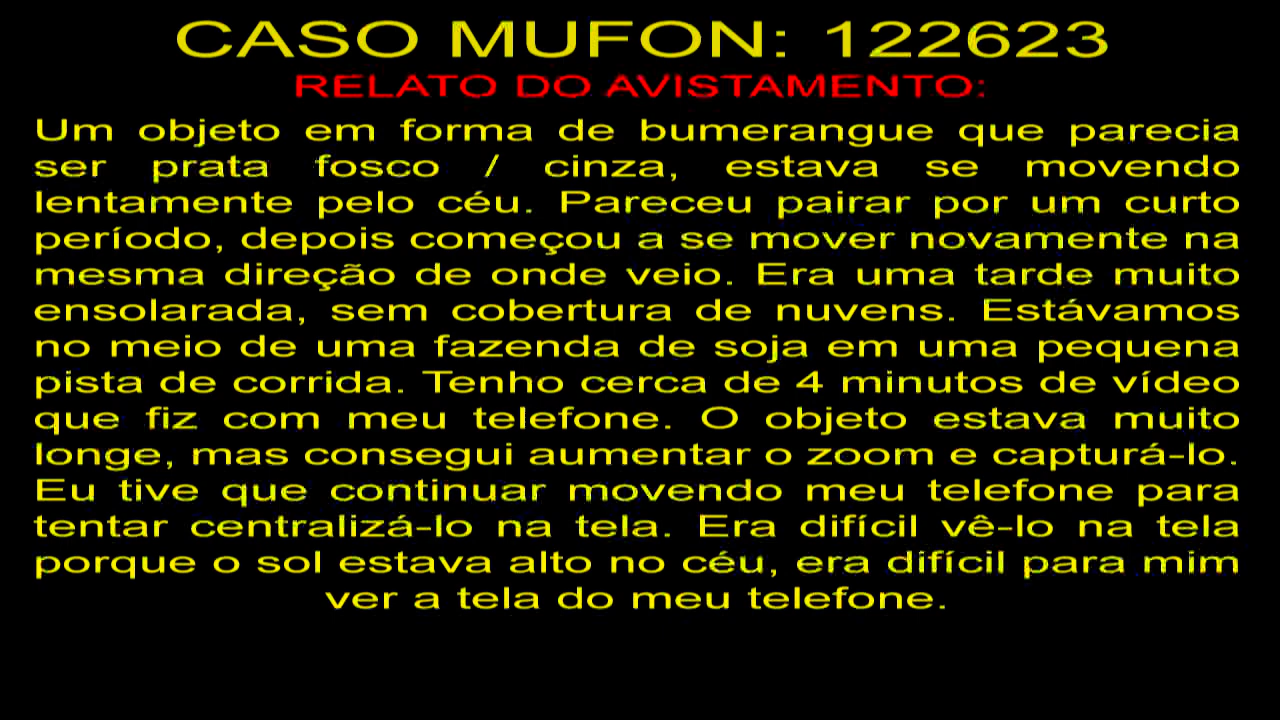 CASO MUFON: 122623
RELATO DO AVISTAMENTO:
Um objeto em forma de bumerangue que parecia
ser prata fosco / cinza, estava se movendo
lentamente pelo céu. Pareceu pairar por um curto
período, depois começou a se mover novamente na
mesma direção de onde veio. Era uma tarde muito
ensolarada, sem cobertura de nuvens. Estávamos
no meio de uma fazenda de soja em uma pequena
pista de corrida. Tenho cerca de 4 minutos de vídeo
que fiz com meu telefone. O objeto estava muito
longe, mas consegui aumentar o zoom e capturá-lo.
Eu tive que continuar movendo meu telefone para
tentar centralizá-lo na tela. Era difícil vê-lo na tela
porque o sol estava alto no céu, era difícil para mim
ver a tela do meu telefone.